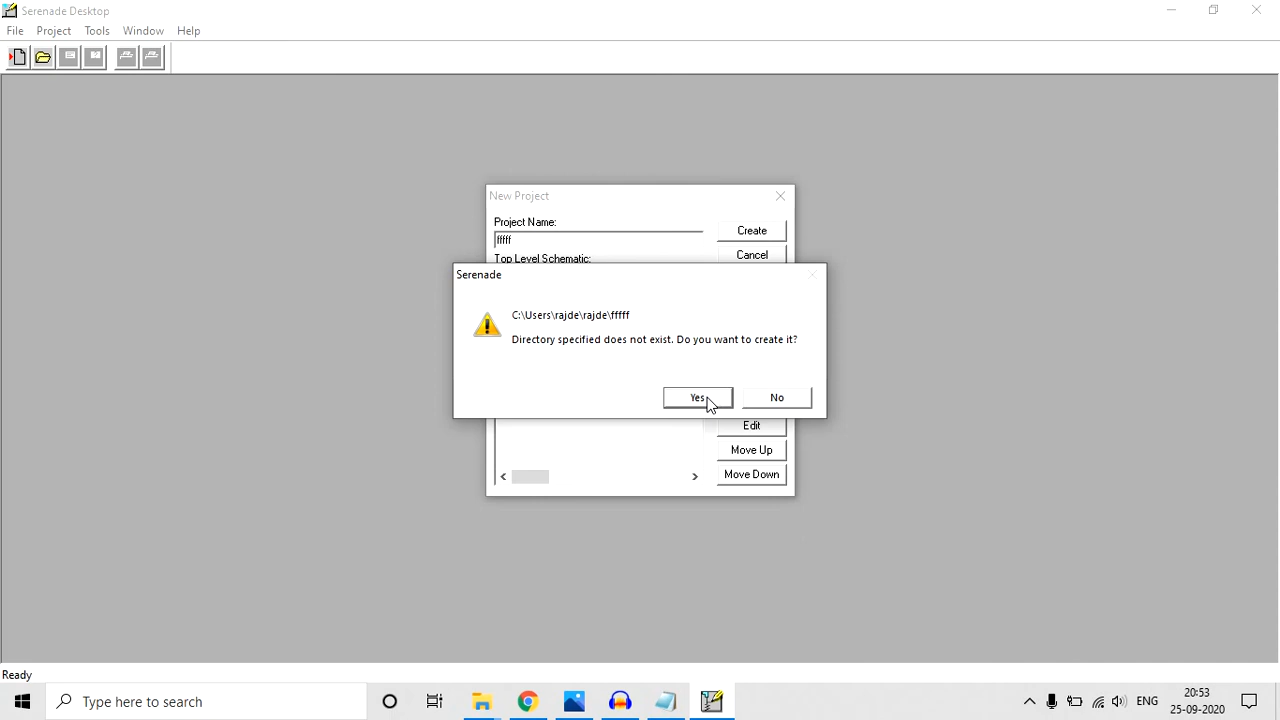 Serenade Desktop
File Project Tools Window Help
New Project
Project Name:
Create
fffff
Top Level Schematic:
Cancel
Serenade
C:\Users\rajde\rajde\fffff
Directory specified does not exist. Do you want to create it?
Yes
No
Edit
Move Up
Move Down
Ready
Type here to search
ENG
20:53
25-09-2020